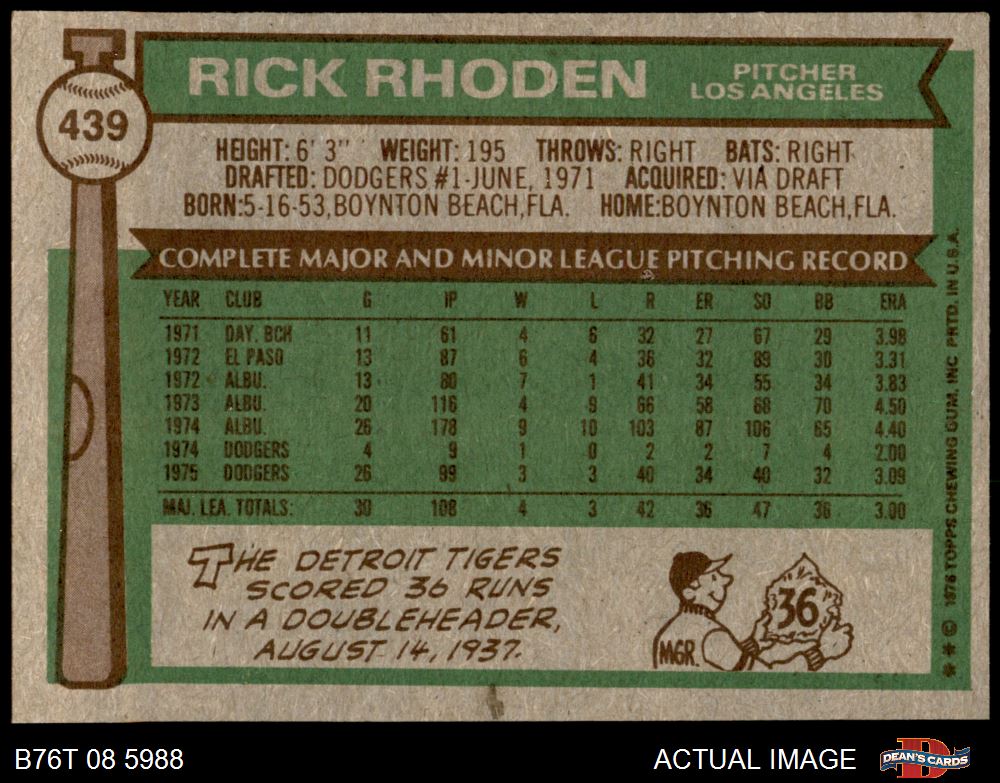 T
439
RICK RHODEN
PITCHER
LOS ANGELES
HEIGHT: 6' 3" WEIGHT: 195 THROWS: RIGHT BATS: RIGHT
DRAFTED: DODGERS #1-JUNE, 1971 ACQUIRED: VIA DRAFT
BORN:5-16-53,BOYNTON BEACH,FLA. HOME:BOYNTON BEACH,FLA.
COMPLETE MAJOR AND MINOR LEAGUE PITCHING RECORD
YEAR CLUB G IP W L R ER SO BB ERA
1971 DAY. BCH 11 61 4 6 32 27 67 29 3.98
1972 EL PASO 13 87 6 4 36 32 89 30 3.31
1972 ALBU. 13 80 7 1 41 34 55 34 3.83
1973 ALBU. 20 116 4 9 66 58 68 70 4.50
1974 ALBU. 26 178 9 10 103 87 106 65 4.40
1974 DODGERS 4 9 1 0 2 2 7 4 2.00
1975 DODGERS 26 99 3 3 40 34 40 32 3.09
MAJ. LEA. TOTALS: 30 108 4 3 42 36 47 36 3.00
THE DETROIT TIGERS
SCORED 36 RUNS
IN A DOUBLEHEADER,
AUGUST 14, 1937.
36
MGR.
* * © 1976 TOPPS CHEWING GUM, INC PRTD. IN U.S.A.
B76T 08 5988
ACTUAL IMAGE
D
DEAN'S CARDS